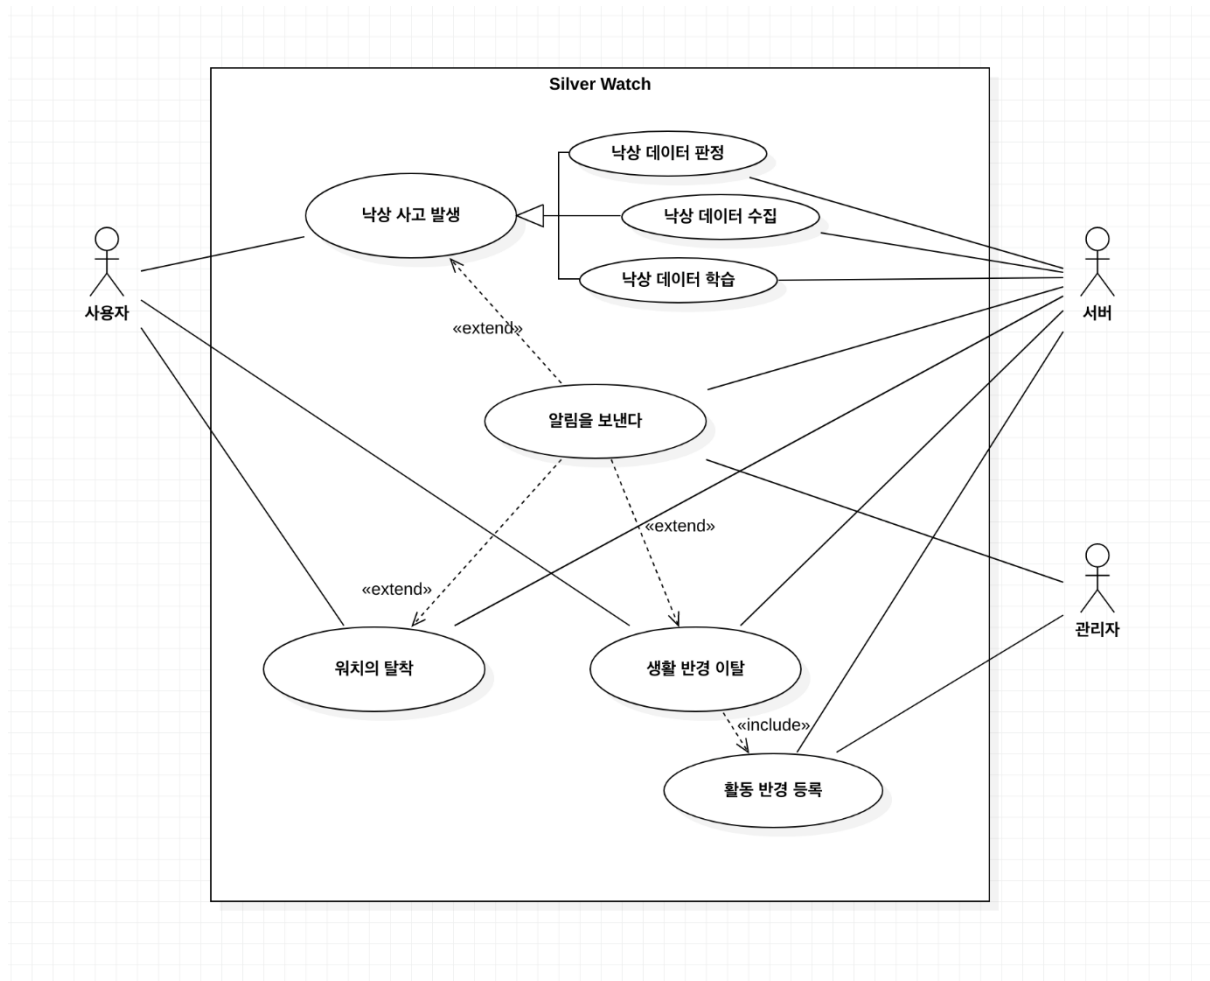 Silver Watch
낙상 데이터 판정
낙상 사고 발생
낙상 데이터 수집
낙상 데이터 학습
사용자
서버
«extend»
알림을 보낸다
«extend»
«extend»
관리자
워치의 탈착
생활 반경 이탈
«include»
활동 반경 등록